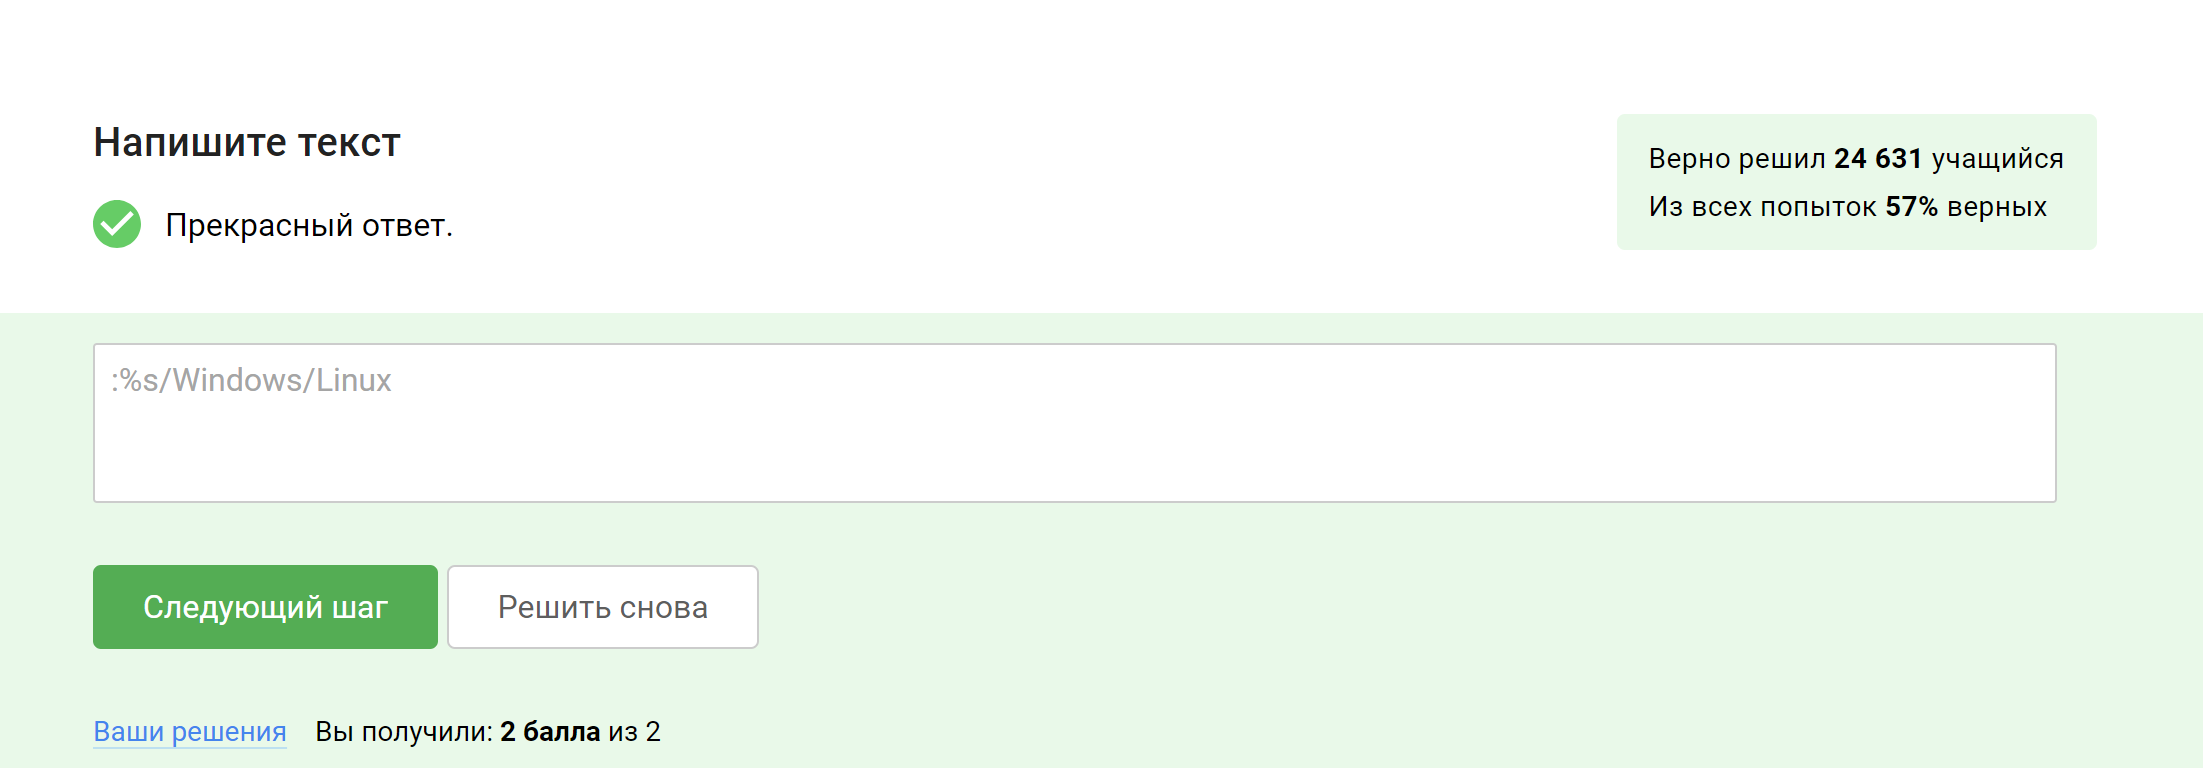 Напишите текст
Прекрасный ответ.
Верно решил 24 631 учащийся
Из всех попыток 57% верных
:%s/Windows/Linux
Следующий шаг
Решить снова
Ваши решения Вы получили: 2 балла из 2